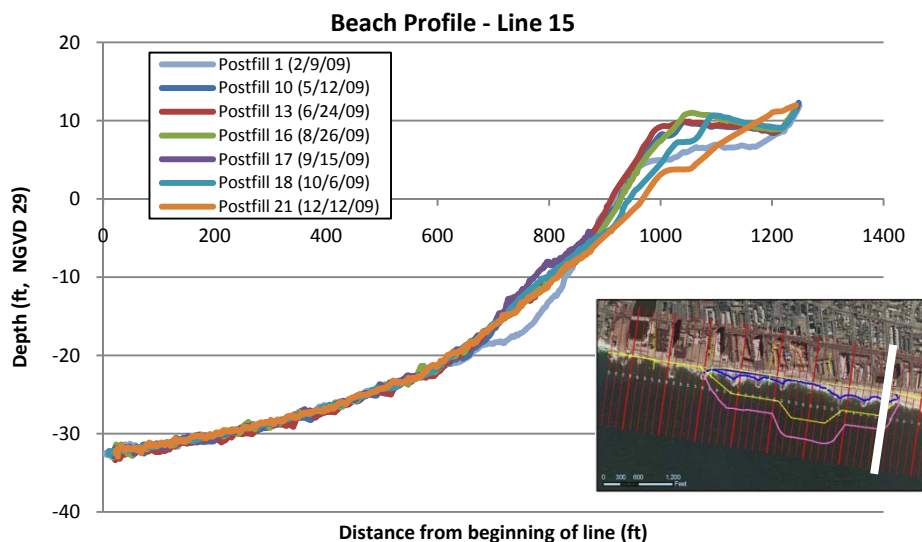 Beach Profile - Line 15
20
10
0
-10
-20
-30
-40
0
200
400
600
800
1000
1200
1400
Depth (ft, NGVD 29)
Distance from beginning of line (ft)
Postfill 1 (2/9/09)
Postfill 10 (5/12/09)
Postfill 13 (6/24/09)
Postfill 16 (8/26/09)
Postfill 17 (9/15/09)
Postfill 18 (10/6/09)
Postfill 21 (12/12/09)
0 300 600 1,200
Feet